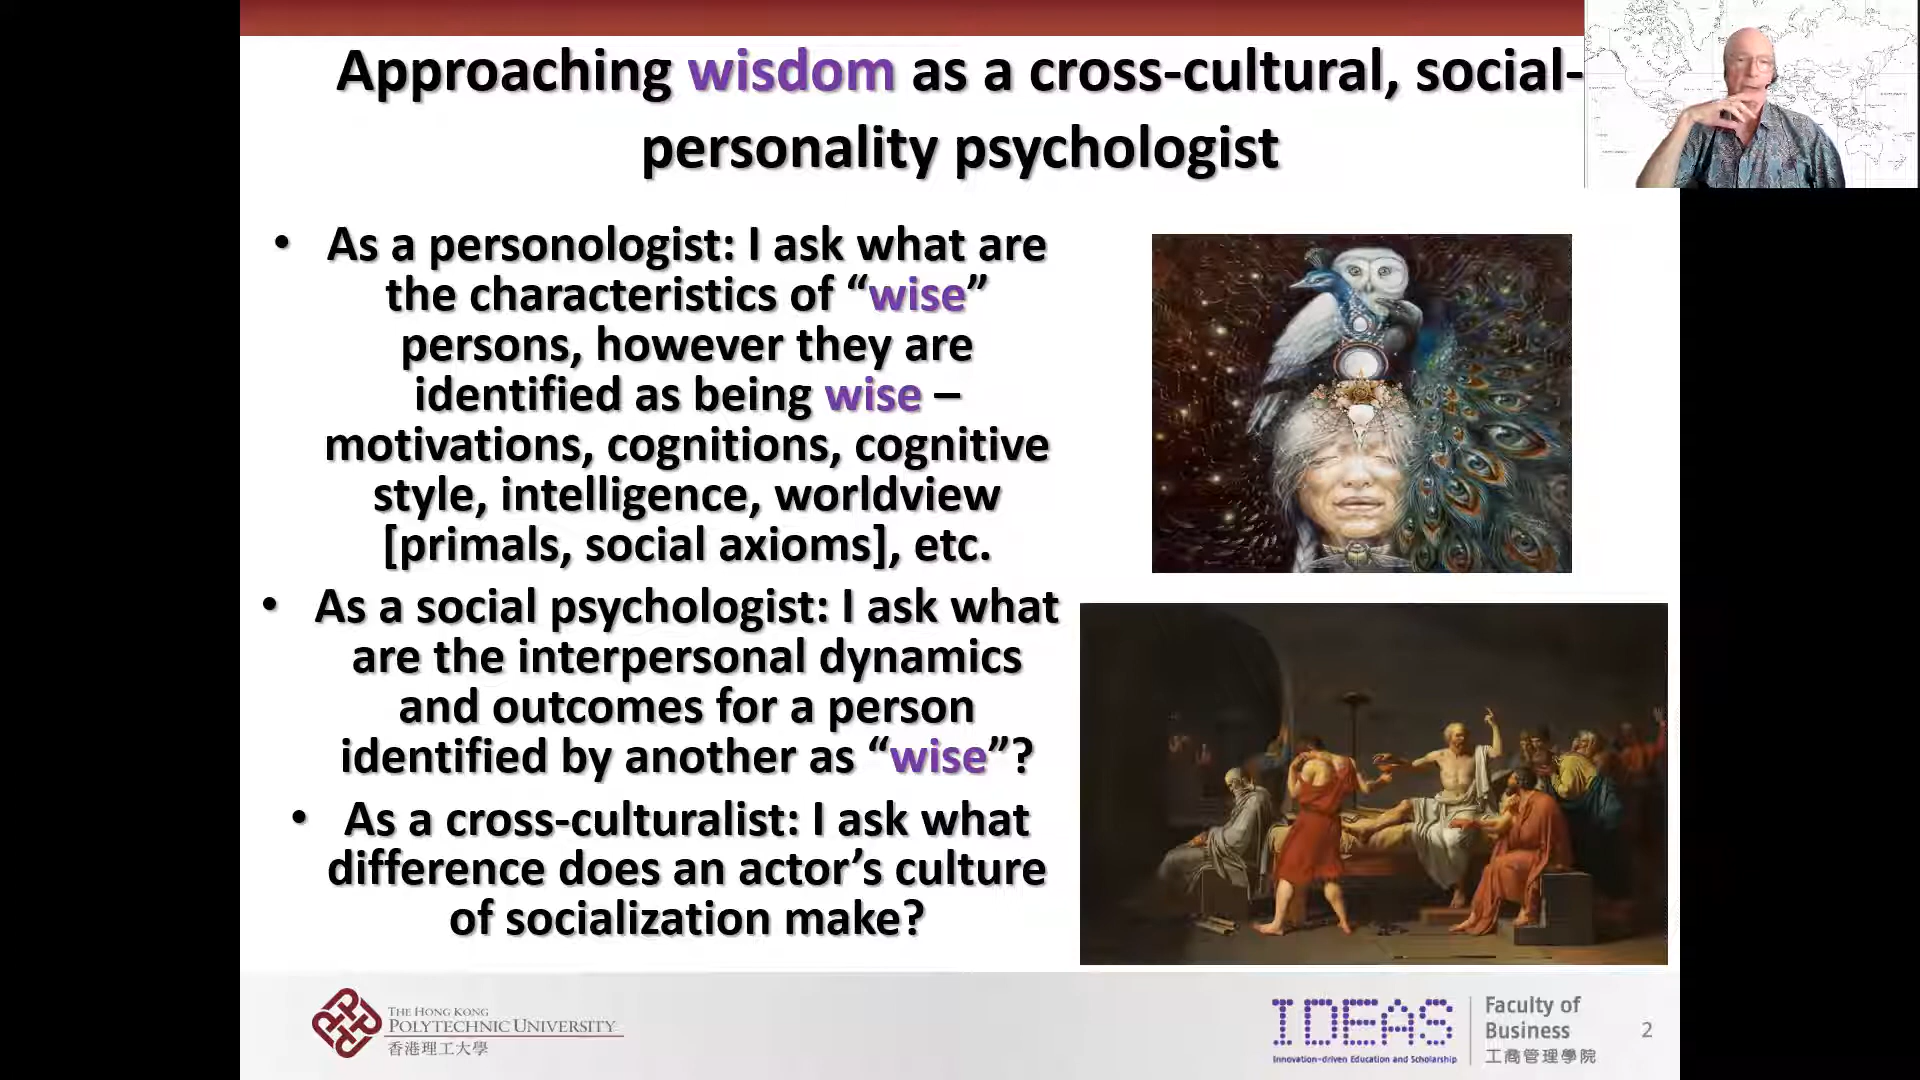 Approaching wisdom as a cross-cultural, social-
personality psychologist
• As a personologist: I ask what are
the characteristics of “wise”
persons, however they are
identified as being wise –
motivations, cognitions, cognitive
style, intelligence, worldview
[primals, social axioms], etc.
• As a social psychologist: I ask what
are the interpersonal dynamics
and outcomes for a person
identified by another as “wise”?
• As a cross-culturalist: I ask what
difference does an actor’s culture
of socialization make?
THE HONG KONG
POLYTECHNIC UNIVERSITY
香港理工大學
IDEAS
Innovation-driven Education and Scholarship
Faculty of
Business
工商管理學院
2